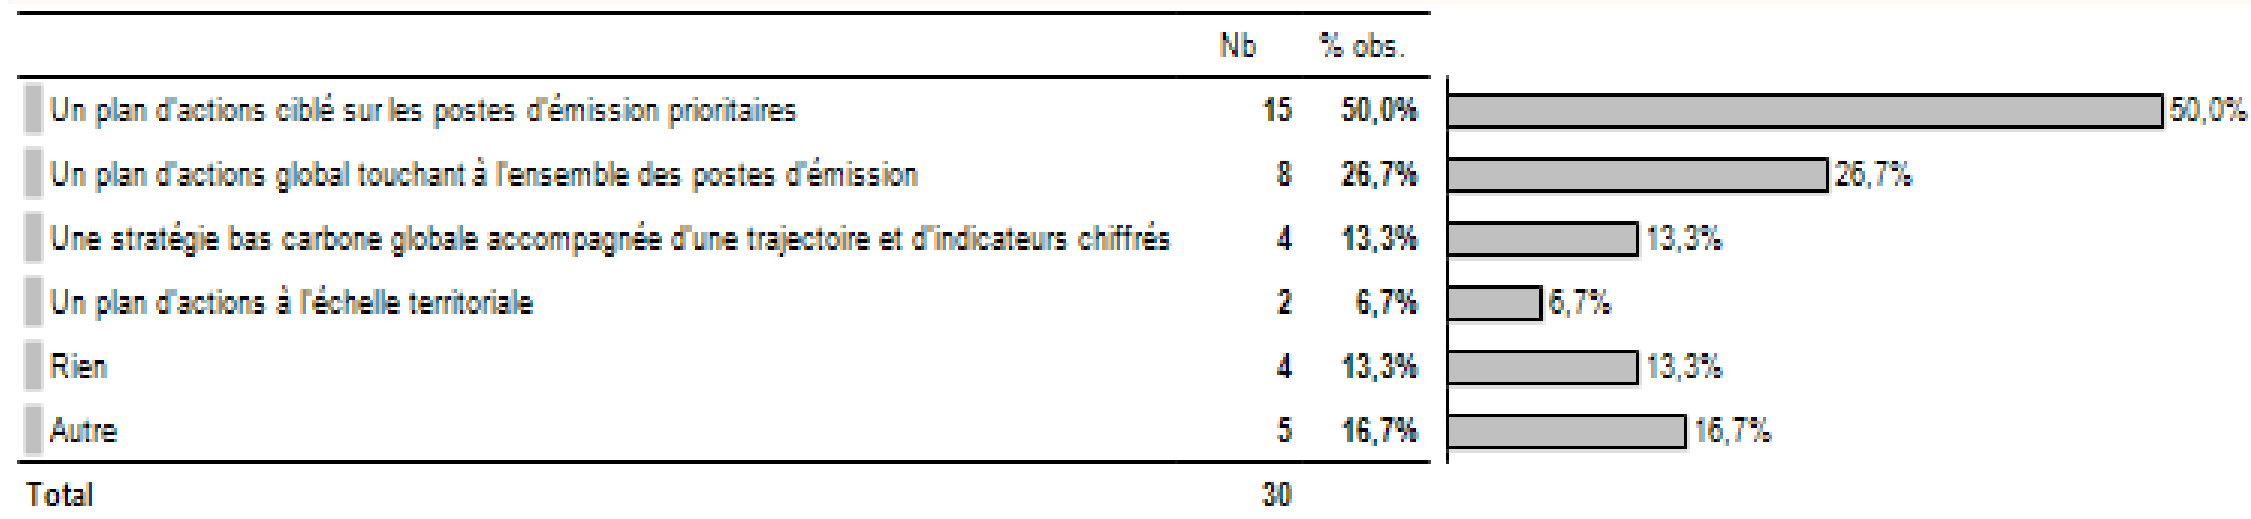 Nb % obs.
Un plan d'actions ciblé sur les postes d'émission prioritaires 15 50,0% 50,0%
Un plan d'actions global touchant à l'ensemble des postes d'émission 8 26,7% 26,7%
Une stratégie bas carbone globale accompagnée d'une trajectoire et d'indicateurs chiffrés 4 13,3% 13,3%
Un plan d'actions à l'échelle territoriale 2 6,7% 6,7%
Rien 4 13,3% 13,3%
Autre 5 16,7% 16,7%
Total 30